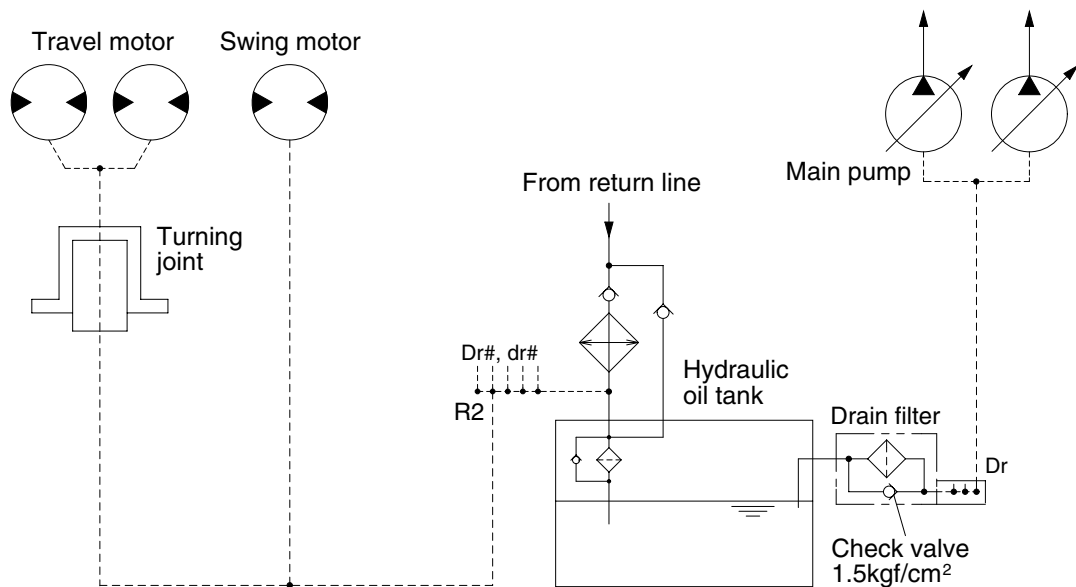 Travel motor
Swing motor
Main pump
From return line
Turning
joint
Dr#, dr#
R2
Hydraulic
oil tank
Drain filter
Dr
Check valve
1.5kgf/cm²